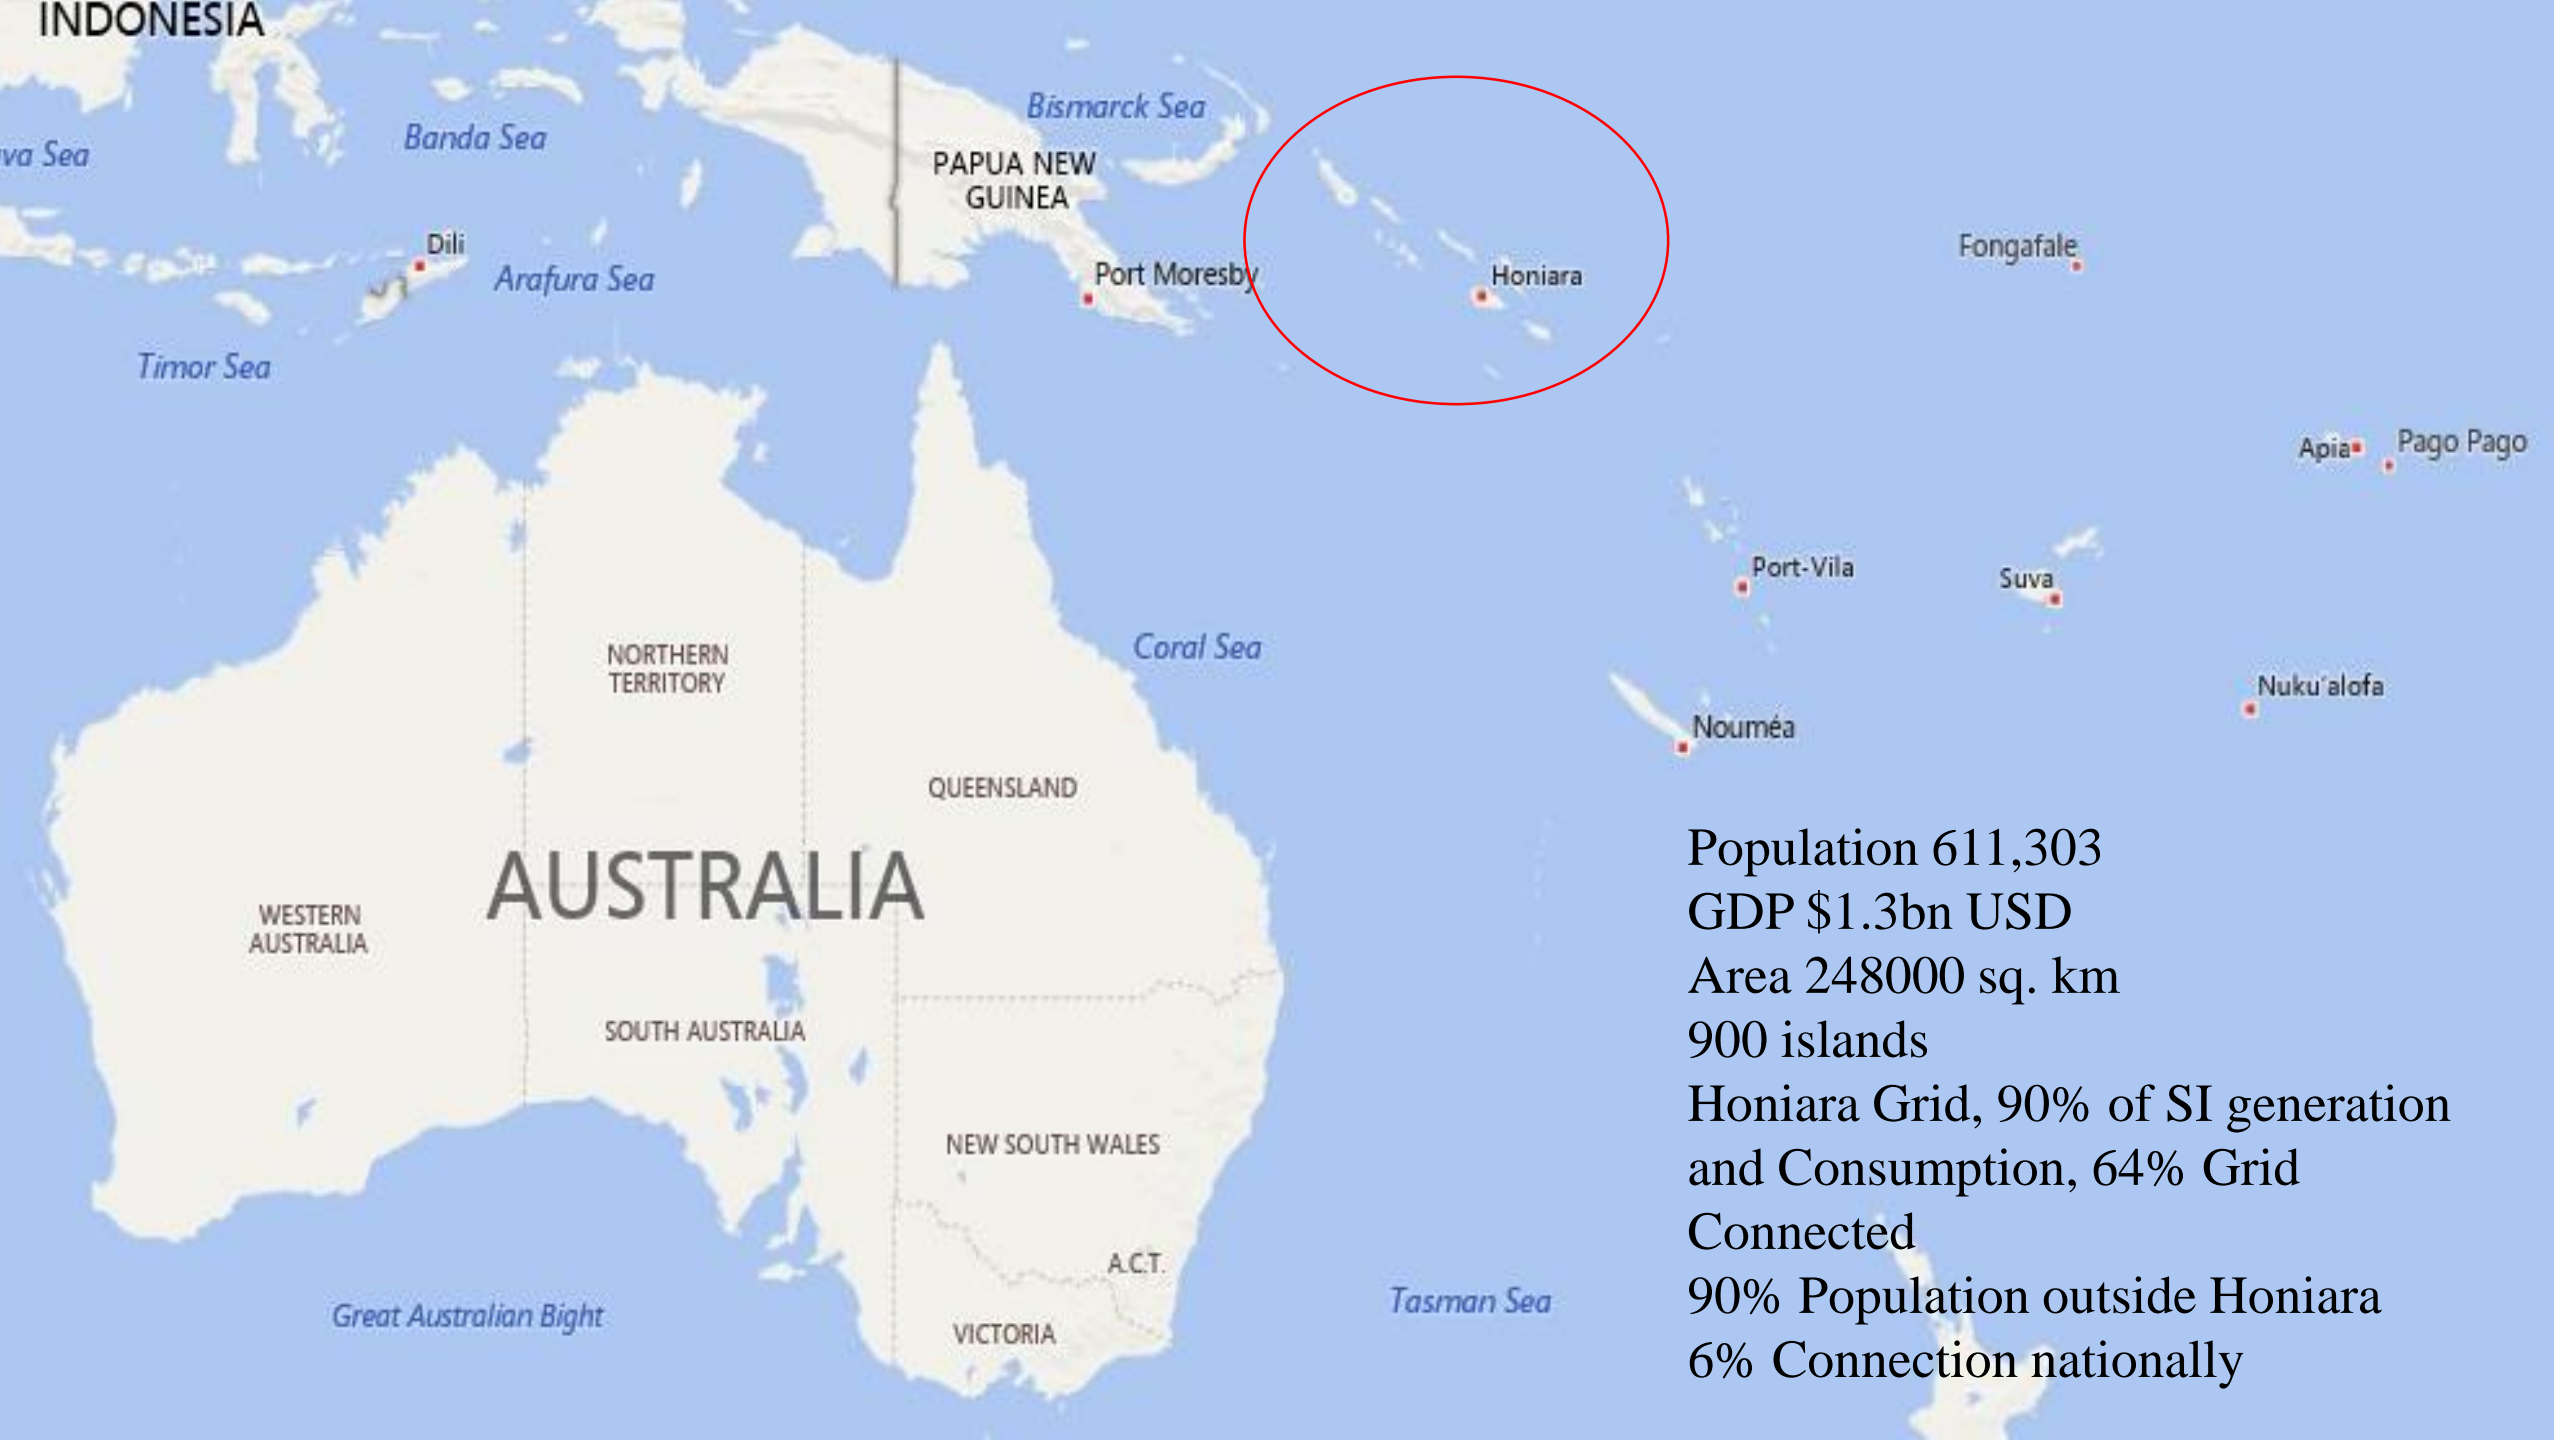 INDONESIA
Bismarck Sea
Banda Sea
va Sea
PAPUA NEW
GUINEA
Dili
Arafura Sea
Port Moresby
Honiara
Fongafale
Timor Sea
Apia
Pago Pago
Port-Vila
Suva
Coral Sea
NORTHERN
TERRITORY
Nuku'alofa
Nouméa
QUEENSLAND
AUSTRALIA
WESTERN
AUSTRALIA
SOUTH AUSTRALIA
NEW SOUTH WALES
A.C.T.
Great Australian Bight
VICTORIA
Tasman Sea
Population 611,303
GDP $1.3bn USD
Area 248000 sq. km
900 islands
Honiara Grid, 90% of SI generation
and Consumption, 64% Grid
Connected
90% Population outside Honiara
6% Connection nationally